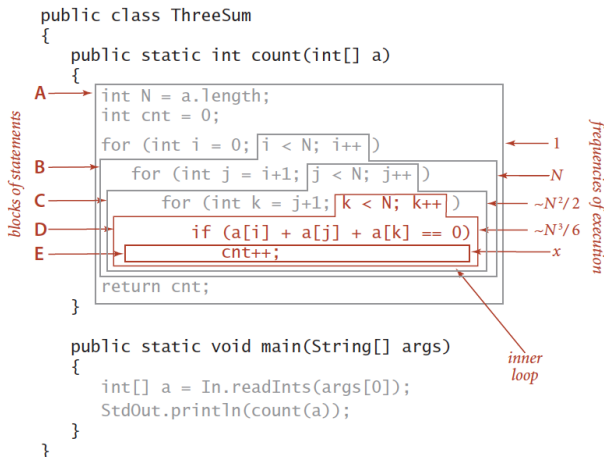 public class ThreeSum
{
public static int count(int[] a)
{
A
int N = a.length;
int cnt = 0;
for (int i = 0; i < N; i++ )
1
B
for (int j = i+1; j < N; j++ )
N
C
for (int k = j+1; k < N; k++ )
~N²/2
D
if (a[i] + a[j] + a[k] == 0)
~N³/6
E
cnt++;
x
return cnt;
}
blocks of statements
frequencies of execution
inner
loop
public static void main(String[] args)
{
int[] a = In.readInts(args[0]);
StdOut.println(count(a));
}
}